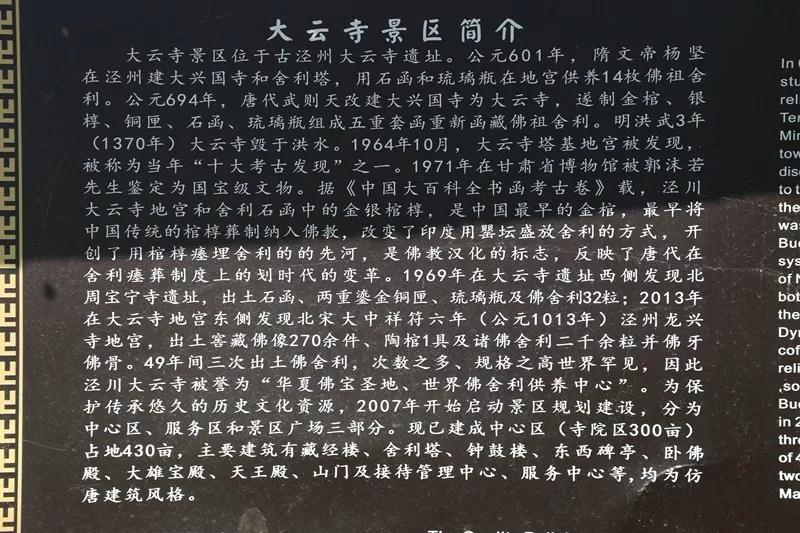 大云寺景区简介
大云寺景区位于古泾州大云寺遗址。公元601年，隋文帝杨坚
在泾州建大兴国寺和舍利塔，用石函和琉璃瓶在地宫供养14枚佛祖舍
利。公元694年，唐代武则天改建大兴国寺为大云寺，遂制金棺、银
椁、铜匣、石函、琉璃瓶组成五重套函重新函藏佛祖舍利。明洪武3年
（1370年）大云寺毁于洪水。1964年10月，大云寺塔基地宫被发现，
被称为当年“十大考古发现”之一。1971年在甘肃省博物馆被郭沫若
先生鉴定为国宝级文物。据《中国大百科全书函考古卷》载，泾川
大云寺地宫和舍利石函中的金银棺椁，是中国最早的金棺，最早将
中国传统的棺椁葬制纳入佛教，改变了印度用罂坛盛放舍利的方式，开
创了用棺椁瘗埋舍利的的先河，是佛教汉化的标志，反映了唐代在
舍利瘗葬制度上的划时代的变革。1969年在大云寺遗址西侧发现北
周宝宁寺遗址，出土石函、两重鎏金铜匣、琉璃瓶及佛舍利32粒；2013年
在大云寺地宫东侧发现北宋大中祥符六年（公元1013年）泾州龙兴
寺地宫，出土窖藏佛像270余件、陶棺1具及诸佛舍利二千余粒并佛牙
佛骨。49年间三次出土佛舍利，次数之多、规格之高世界罕见，因此
泾川大云寺被誉为“华夏佛宝圣地、世界佛舍利供养中心”。为保
护传承悠久的历史文化资源，2007年开始启动景区规划建设，分为
中心区、服务区和景区广场三部分。现已建成中心区（寺院区300亩）
占地430亩，主要建筑有藏经楼、舍利塔、钟鼓楼、东西碑亭、卧佛
殿、大雄宝殿、天王殿、山门及接待管理中心、服务中心等，均为仿
唐建筑风格。
In
stu
reli
Ter
Min
tow
disc
to t
the
was
Bud
sys
of N
bot
the
Dyn
cof
reli
,so
Bud
in 2
thre
of 4
two
Ma